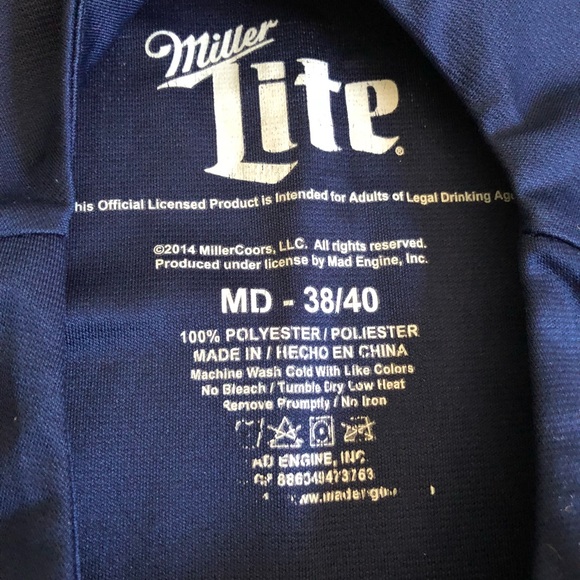 Miller
Lite®
his Official Licensed Product is Intended for Adults of Legal Drinking Ag
©2014 MillerCoors, LLC. All rights reserved.
Produced under license by Mad Engine, Inc.
MD - 38/40
100% POLYESTER / POLIESTER
MADE IN / HECHO EN CHINA
Machine Wash Cold With Like Colors
No Bleach / Tumble Dry Low Heat
Remove Promptly / No Iron
AD ENGINE, INC.